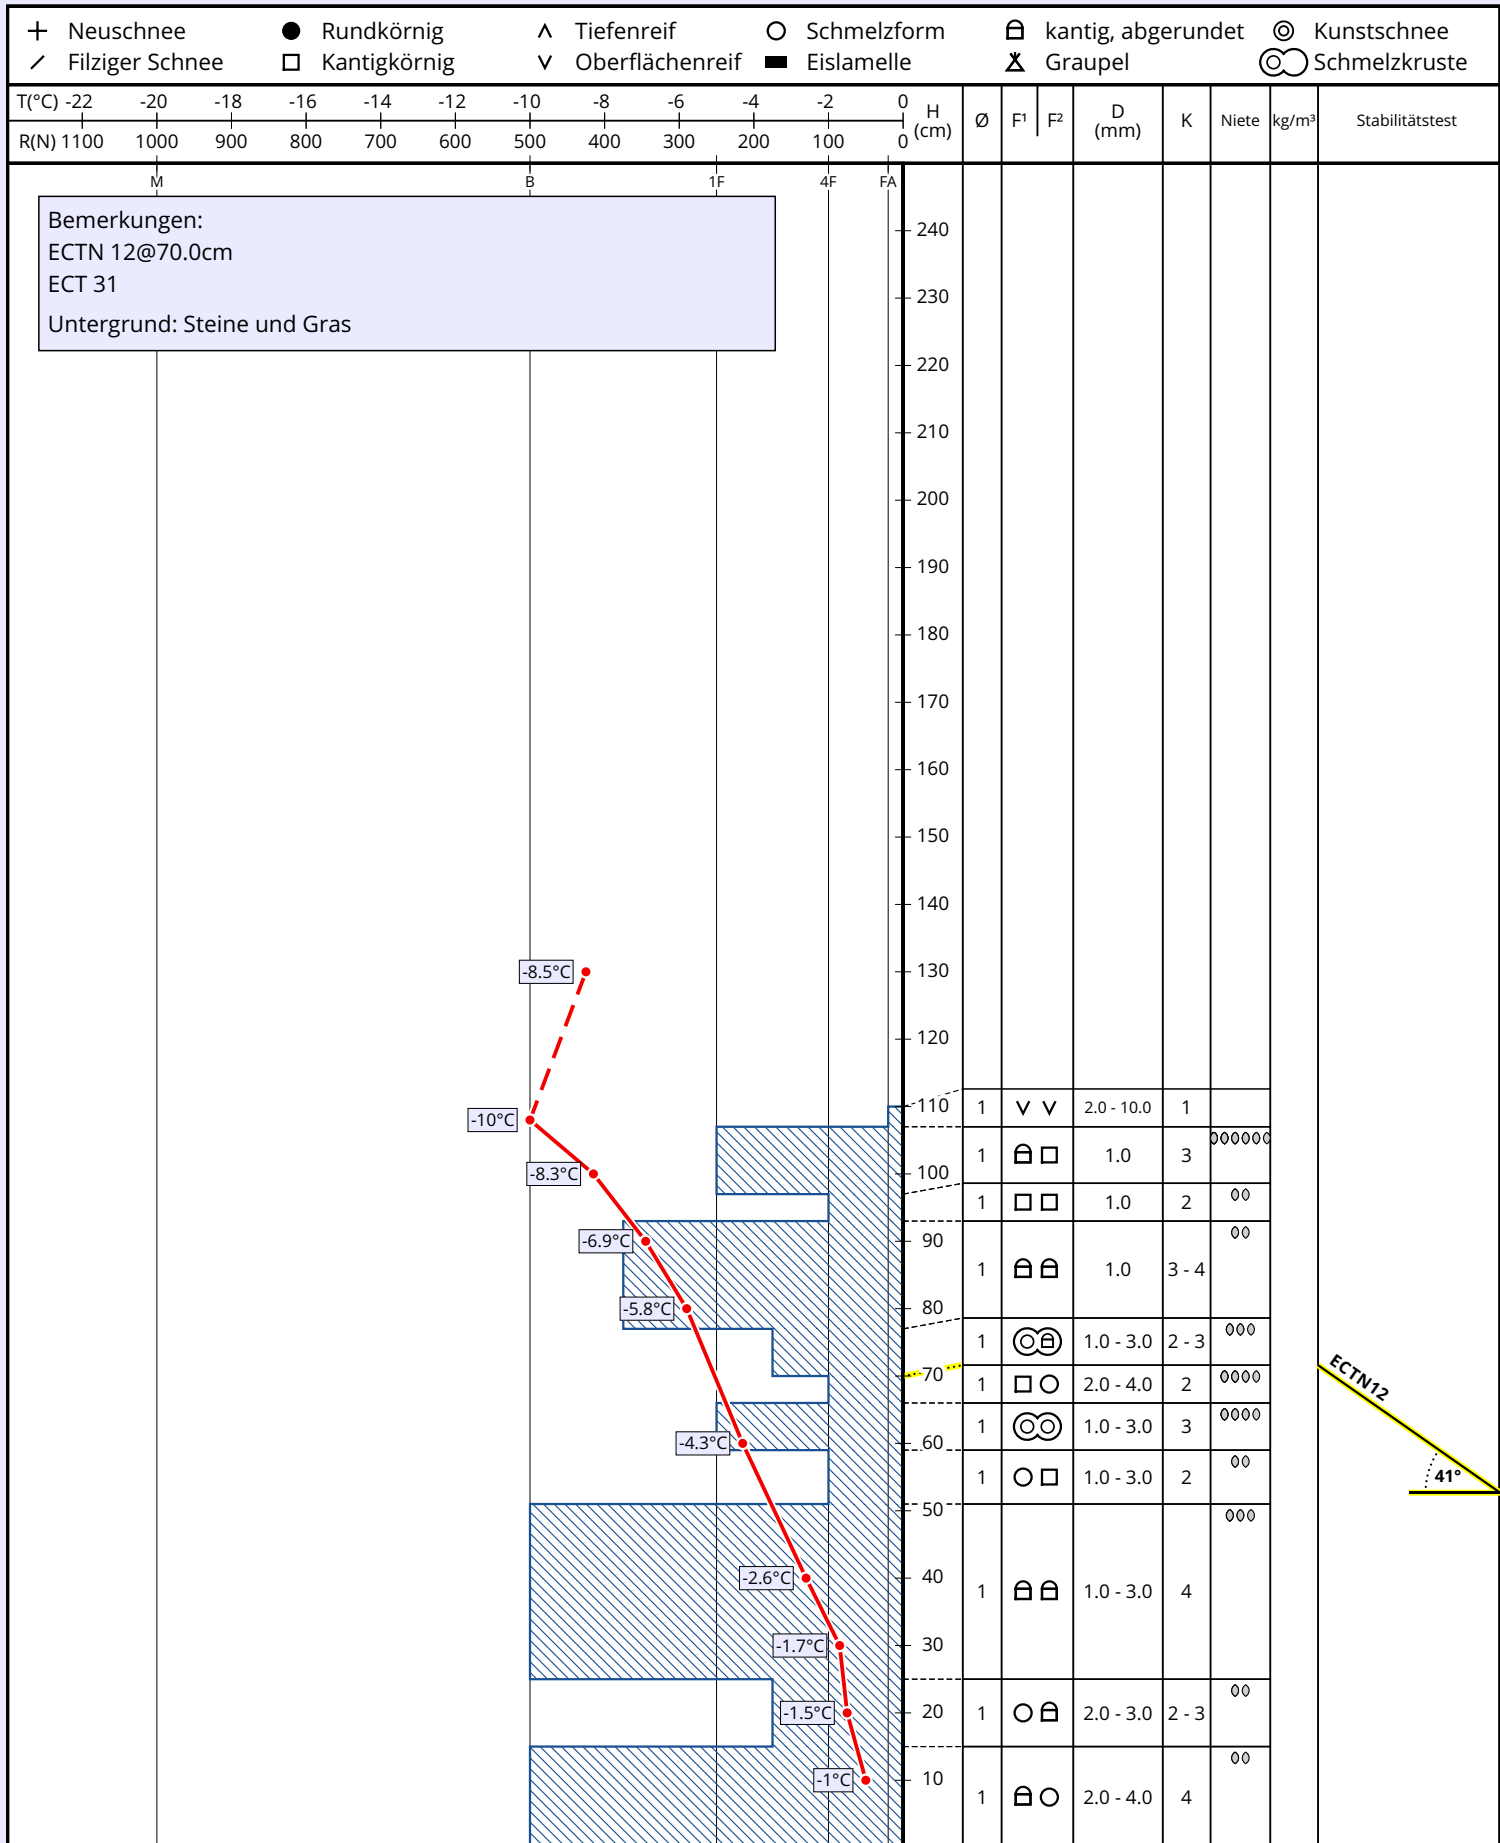 Neuschnee Rundkörnig Tiefenreif Schmelzform kantig, abgerundet Kunstschnee
Filziger Schnee Kantigkörnig Oberflächenreif Eislamelle Graupel Schmelzkruste
T(°C) -22 -20 -18 -16 -14 -12 -10 -8 -6 -4 -2 0
R(N) 1100 1000 900 800 700 600 500 400 300 200 100 0
H (cm) Ø F¹ F² D (mm) K Niete kg/m³ Stabilitätstest
M B 1F 4F FA
Bemerkungen:
ECTN 12@70.0cm
ECT 31
Untergrund: Steine und Gras
240
230
220
210
200
190
180
170
160
150
140
-8.5°C 130
120
-10°C 110 1 2.0 - 10.0 1
1 1.0 3
-8.3°C 100
1 1.0 2
-6.9°C 90
1 1.0 3 - 4
-5.8°C 80
1 1.0 - 3.0 2 - 3
70 ECTN12
1 2.0 - 4.0 2
1 1.0 - 3.0 3
-4.3°C 60
1 1.0 - 3.0 2 41°
50
-2.6°C 40 1 1.0 - 3.0 4
-1.7°C 30
-1.5°C 20 1 2.0 - 3.0 2 - 3
-1°C 10
1 2.0 - 4.0 4